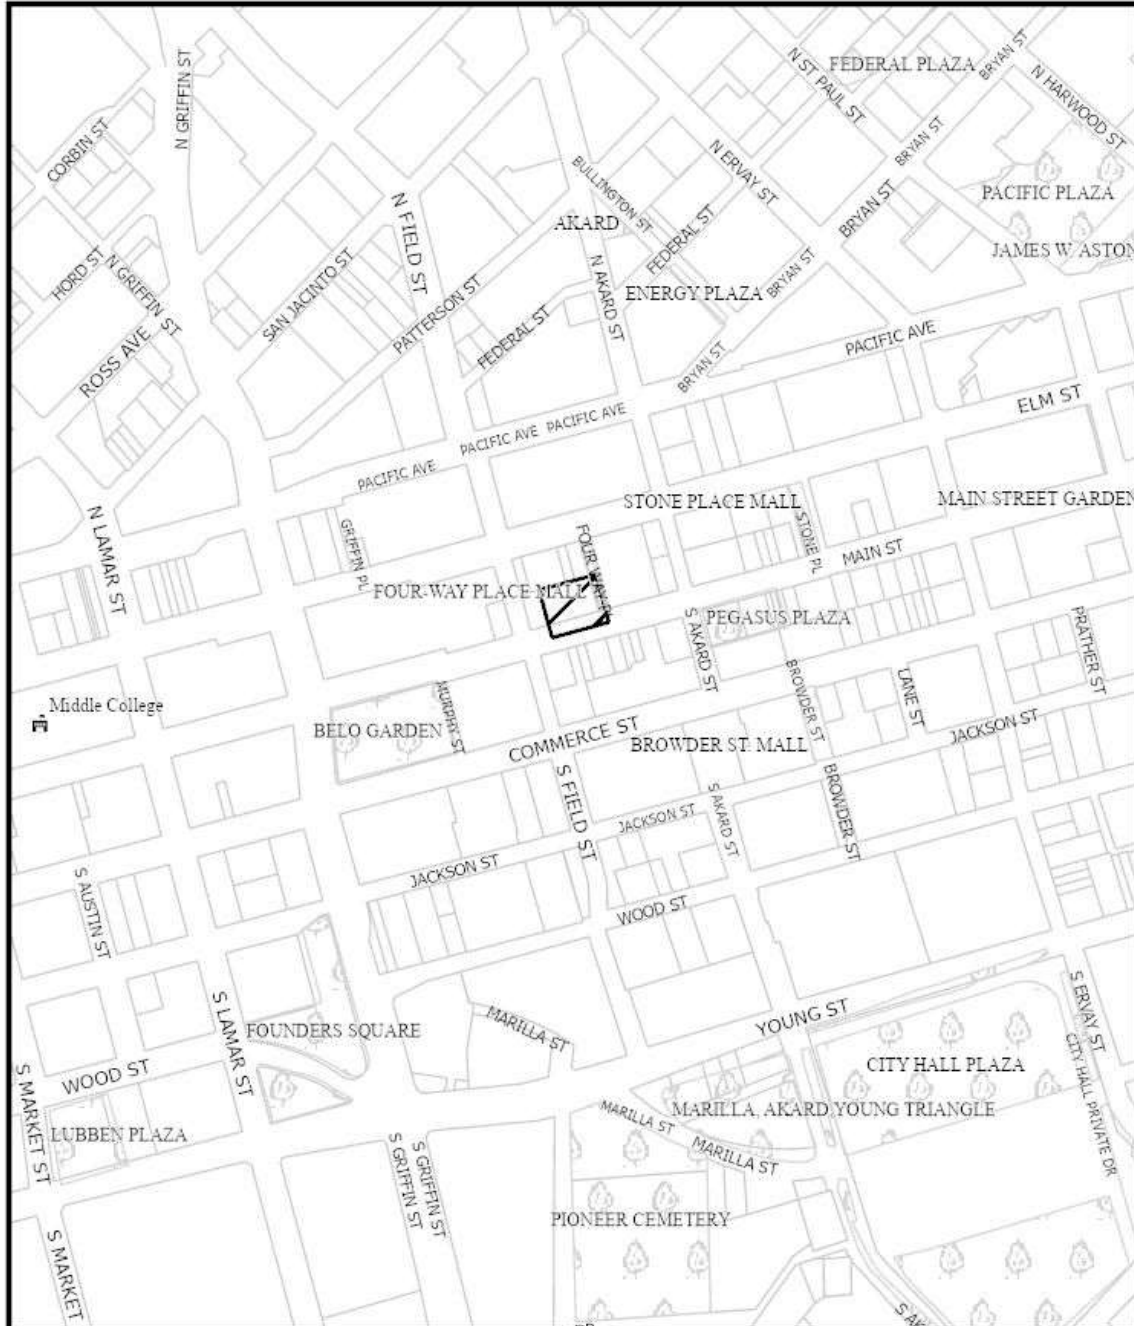 BRYAN ST
N ST PAUL ST
FEDERAL PLAZA
N HARWOOD ST
N GRIFFIN ST
CORBIN ST
BRYAN ST
N ERVAY ST
BULLINGTON ST
PACIFIC PLAZA
BRYAN ST
AKARD
N FIELD ST
FEDERAL ST
JAMES W. ASTON
HORD ST
N GRIFFIN ST
SAN JACINTO ST
N AKARD ST
BRYAN ST
ENERGY PLAZA
PATTERSON ST
FEDERAL ST
ROSS AVE
BRYAN ST
PACIFIC AVE
ELM ST
PACIFIC AVE PACIFIC AVE
PACIFIC AVE
STONE PLACE MALL
MAIN STREET GARDEN
N LAMAR ST
GRIFFIN PL
STONE PL
MAIN ST
FOUR WAY PL
FOUR-WAY PLACE MALL
PEGASUS PLAZA
S AKARD ST
PRATHER ST
Middle College
MURPHY ST
BROWDER ST
LANE ST
BELO GARDEN
COMMERCE ST
BROWDER ST. MALL
JACKSON ST
S FIELD ST
BROWDER ST
S AKARD ST
JACKSON ST
JACKSON ST
S AUSTIN ST
WOOD ST
S LAMAR ST
FOUNDERS SQUARE
MARILLA ST
YOUNG ST
S ERVAY ST
WOOD ST
S MARKET ST
CITY HALL PLAZA
CITY HALL PRIVATE DR
MARILLA, AKARD, YOUNG TRIANGLE
MARILLA ST
LUBBEN PLAZA
MARILLA ST
S GRIFFIN ST
S GRIFFIN ST
PIONEER CEMETERY
S MARKET